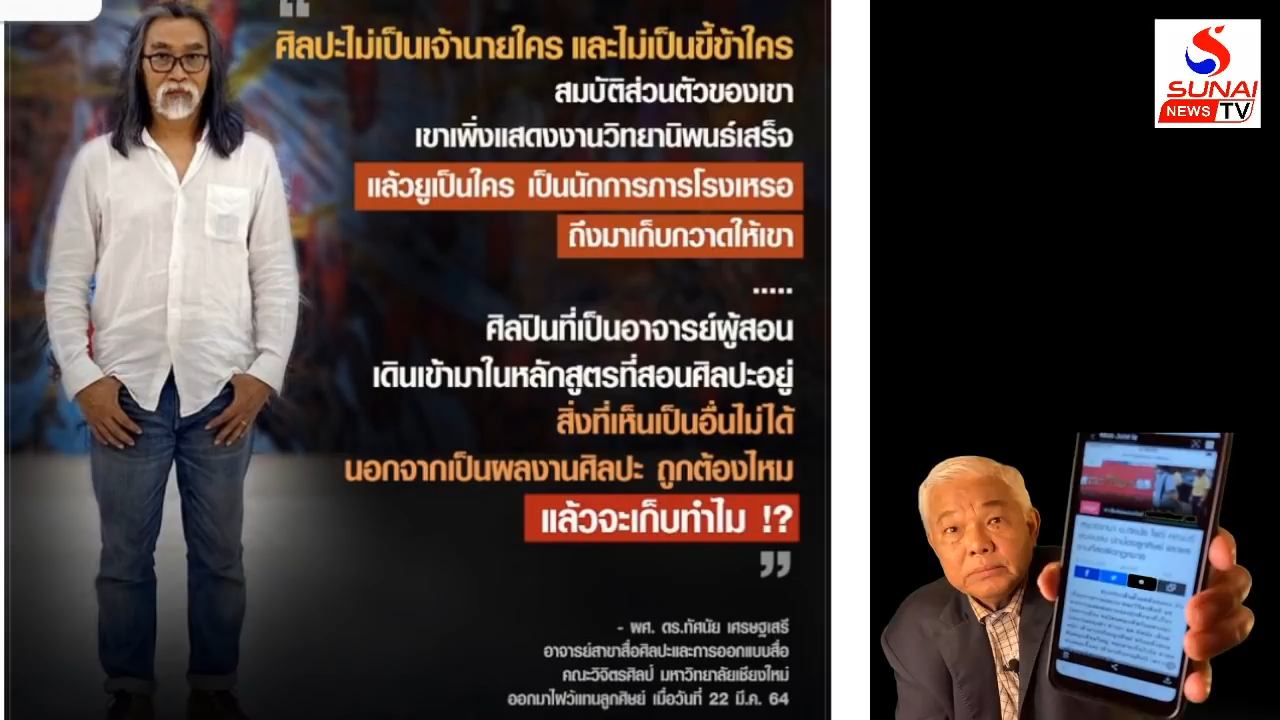 “
ศิลปะไม่เป็นเจ้านายใคร และไม่เป็นขี้ข้าใคร
สมบัติส่วนตัวของเขา
เขาเพิ่งแสดงงานวิทยานิพนธ์เสร็จ
แล้วยูเป็นใคร เป็นนักการภารโรงเหรอ
ถึงมาเก็บกวาดให้เขา
.....
ศิลปินที่เป็นอาจารย์ผู้สอน
เดินเข้ามาในหลักสูตรที่สอนศิลปะอยู่
สิ่งที่เห็นเป็นอื่นไม่ได้
นอกจากเป็นผลงานศิลปะ ถูกต้องไหม
แล้วจะเก็บทำไม !?
”
- ผศ. ดร.ทัศนัย เศรษฐเสรี
อาจารย์สาขาสื่อศิลปะและการออกแบบสื่อ
คณะวิจิตรศิลป์ มหาวิทยาลัยเชียงใหม่
ออกมาไฟว้แทนลูกศิษย์ เมื่อวันที่ 22 มี.ค. 64
SUNAI
NEWS TV